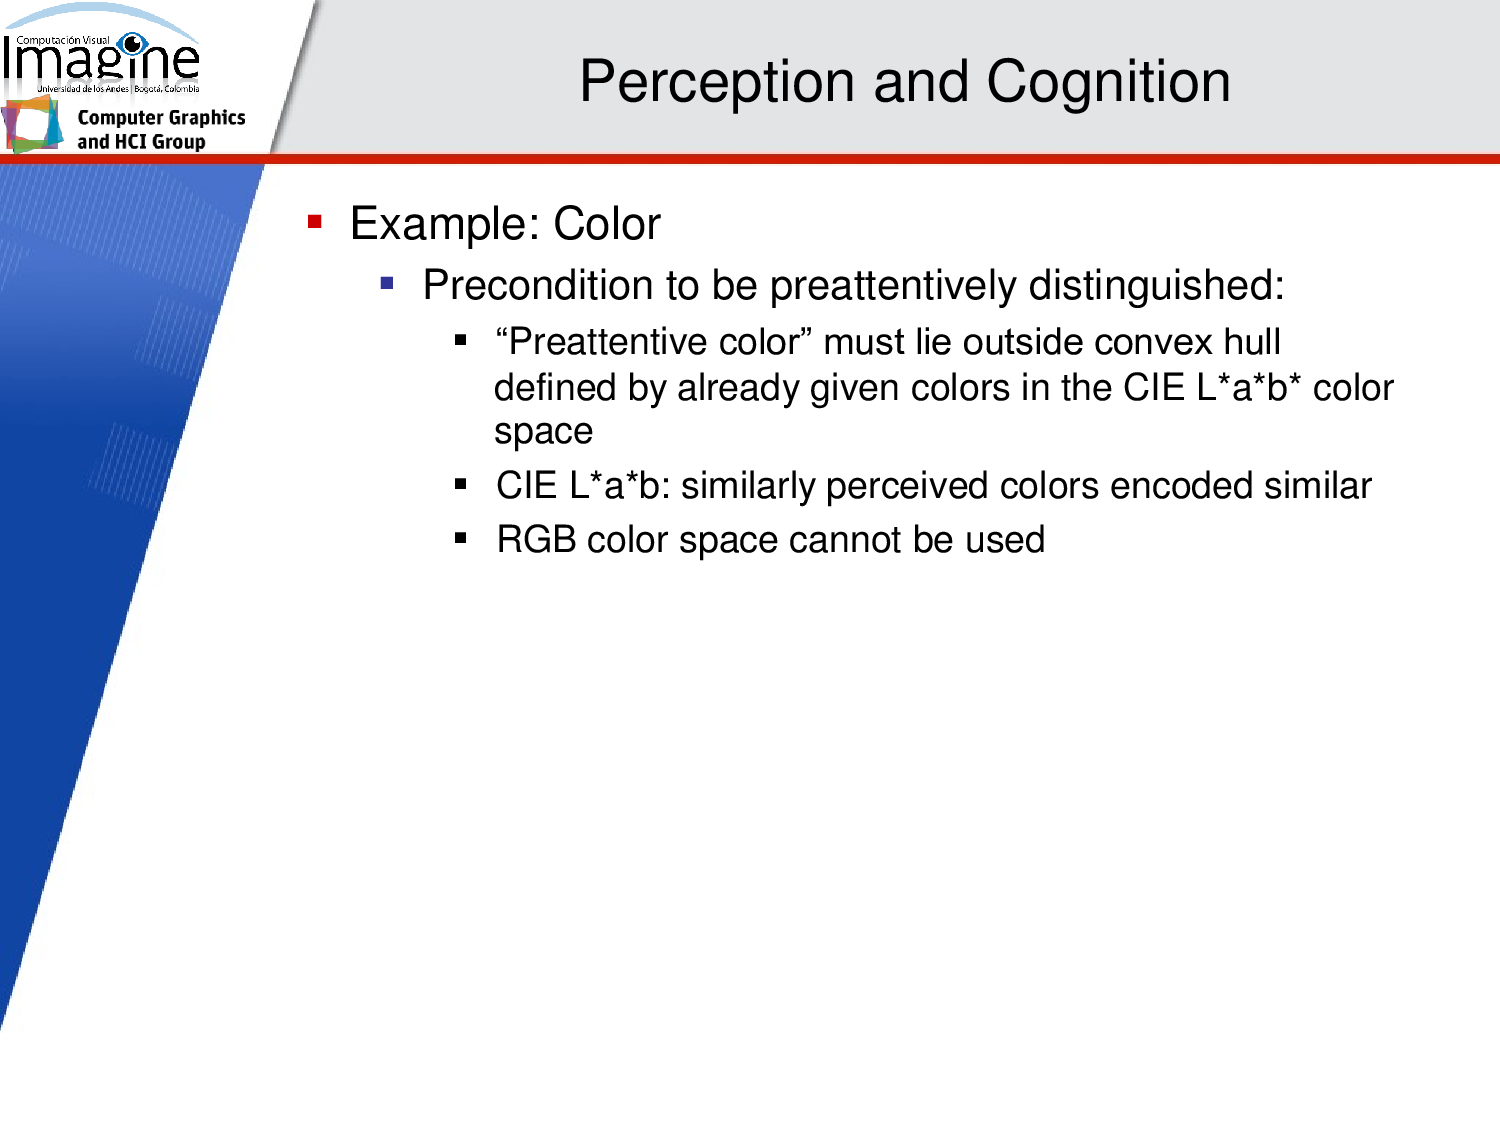 Computación Visual
Imagine
Universidad de los Andes | Bogotá, Colombia
Computer Graphics
and HCI Group
Perception and Cognition
Example: Color
Precondition to be preattentively distinguished:
“Preattentive color” must lie outside convex hull
defined by already given colors in the CIE L*a*b* color
space
CIE L*a*b: similarly perceived colors encoded similar
RGB color space cannot be used